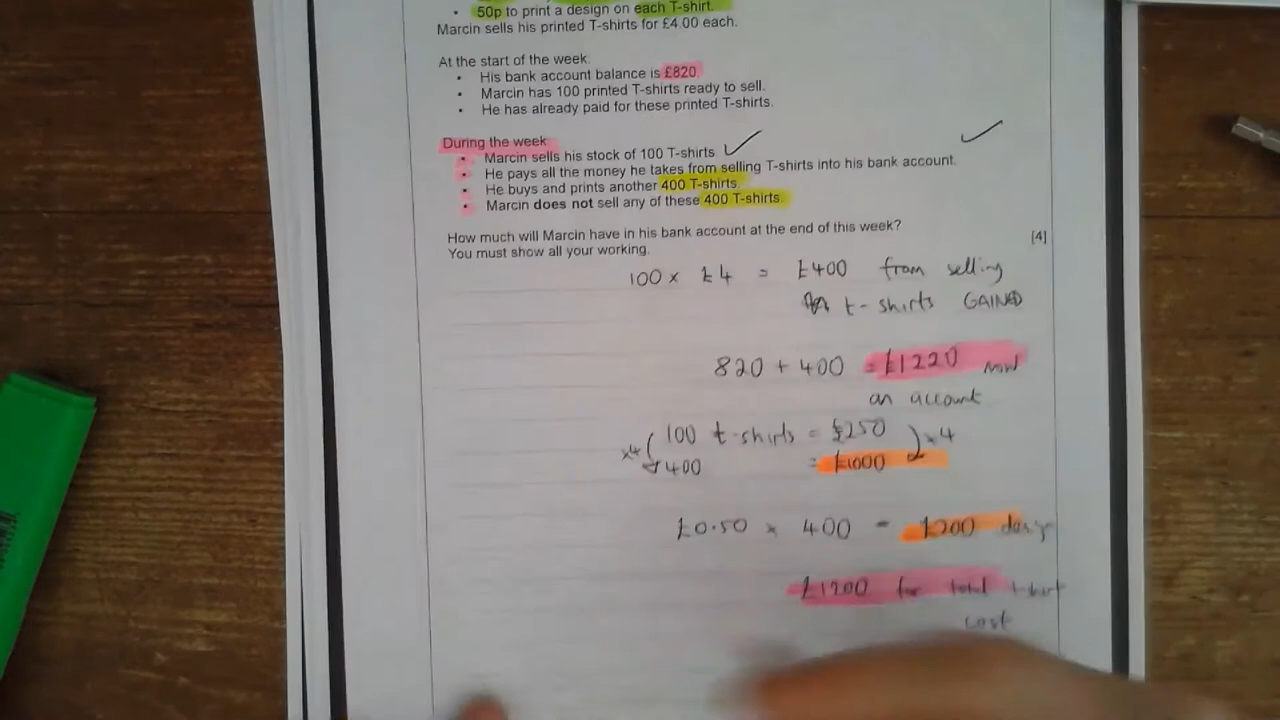 • 50p to print a design on each T-shirt.
Marcin sells his printed T-shirts for £4.00 each.
At the start of the week:
• His bank account balance is £820.
• Marcin has 100 printed T-shirts ready to sell.
• He has already paid for these printed T-shirts.
During the week
• Marcin sells his stock of 100 T-shirts.
• He pays all the money he takes from selling T-shirts into his bank account.
• He buys and prints another 400 T-shirts.
• Marcin does not sell any of these 400 T-shirts.
How much will Marcin have in his bank account at the end of this week?
You must show all your working.
[4]
100 x £4 = £400 from selling
t-shirts GAINED
820 + 400 = £1220 now
an account
x4 ( 100 t-shirts = £250 ) x4
400 = £1000
£0.50 x 400 = £200
£1200 for total t-shirt
cost